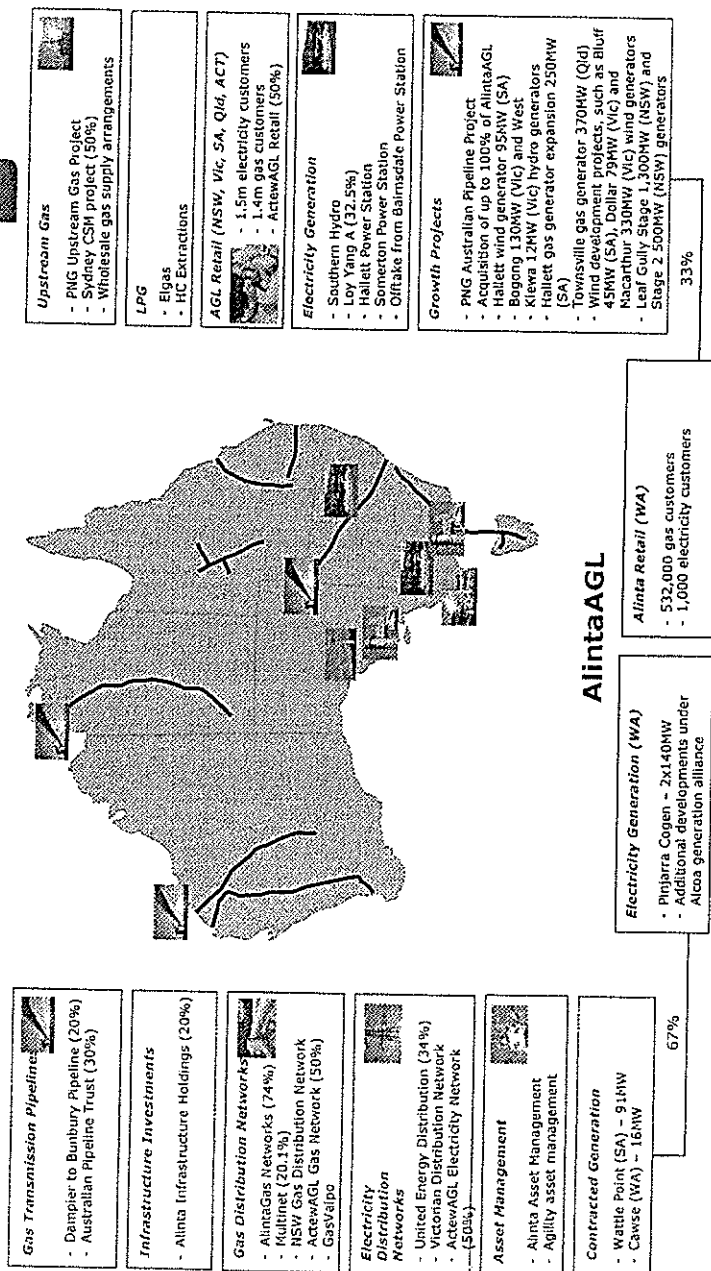 Gas Transmission Pipelines
- Dampier to Bunbury Pipeline (20%)
- Australian Pipeline Trust (30%)
Infrastructure Investments
- Alinta Infrastructure Holdings (20%)
Gas Distribution Networks
- AlintaGas Networks (74%)
- Multinet (20.1%)
- NSW Gas Distribution Network
- ActewAGL Gas Network (50%)
- GasValpo
Electricity
Distribution
Networks
- United Energy Distribution (34%)
- Victorian Distribution Network
- ActewAGL Electricity Network
(50%)
Asset Management
- Alinta Asset Management
- Agility asset management
Contracted Generation
- Wattle Point (SA) – 91MW
- Cawse (WA) – 16MW
67%
AlintaAGL
Electricity Generation (WA)
- Pinjarra Cogen – 2x140MW
- Additional developments under
Alcoa generation alliance
Alinta Retail (WA)
- 532,000 gas customers
- 1,000 electricity customers
33%
Upstream Gas
- PNG Upstream Gas Project
- Sydney CSM project (50%)
- Wholesale gas supply arrangements
LPG
- Elgas
- HC Extractions
AGL Retail (NSW, Vic, SA, Qld, ACT)
- 1.5m electricity customers
- 1.4m gas customers
- ActewAGL Retail (50%)
Electricity Generation
- Southern Hydro
- Loy Yang A (32.5%)
- Hallett Power Station
- Somerton Power Station
- Offtake from Bairnsdale Power Station
Growth Projects
- PNG Australian Pipeline Project
- Acquisition of up to 100% of AlintaAGL
- Hallett wind generator 95MW (SA)
- Bogong 130MW (Vic) and West
Kiewa 12MW (Vic) hydro generators
- Hallett gas generator expansion 250MW
(SA)
- Townsville gas generator 370MW (Qld)
- Wind development projects, such as Bluff
45MW (SA), Dollar 79MW (Vic) and
Macarthur 330MW (Vic) wind generators
- Leaf Gully Stage 1,300MW (NSW) and
Stage 2 500MW (NSW) generators